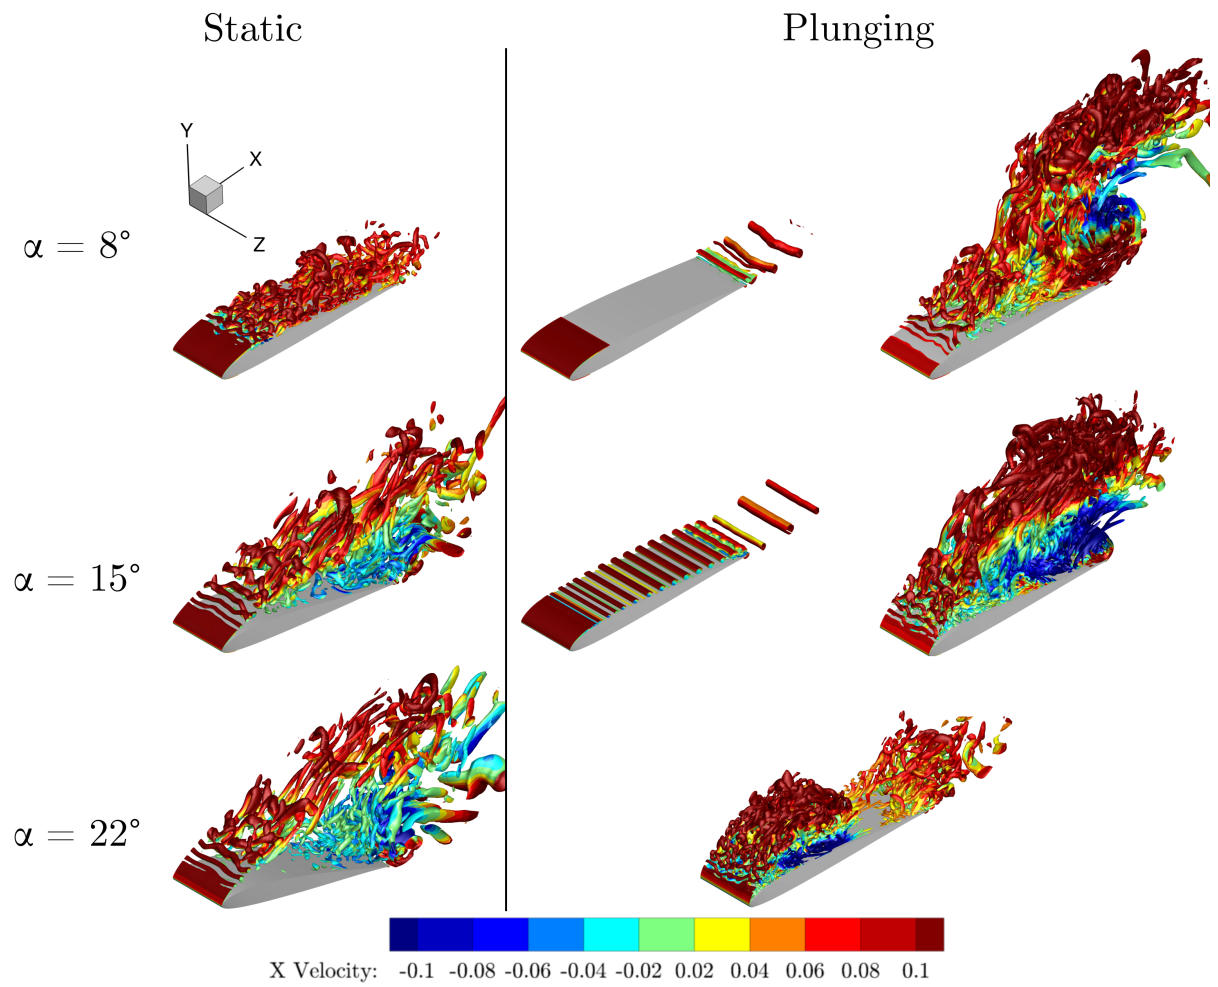 Static Plunging
Y
X
Z
α = 8°
α = 15°
α = 22°
X Velocity: -0.1 -0.08 -0.06 -0.04 -0.02 0.02 0.04 0.06 0.08 0.1